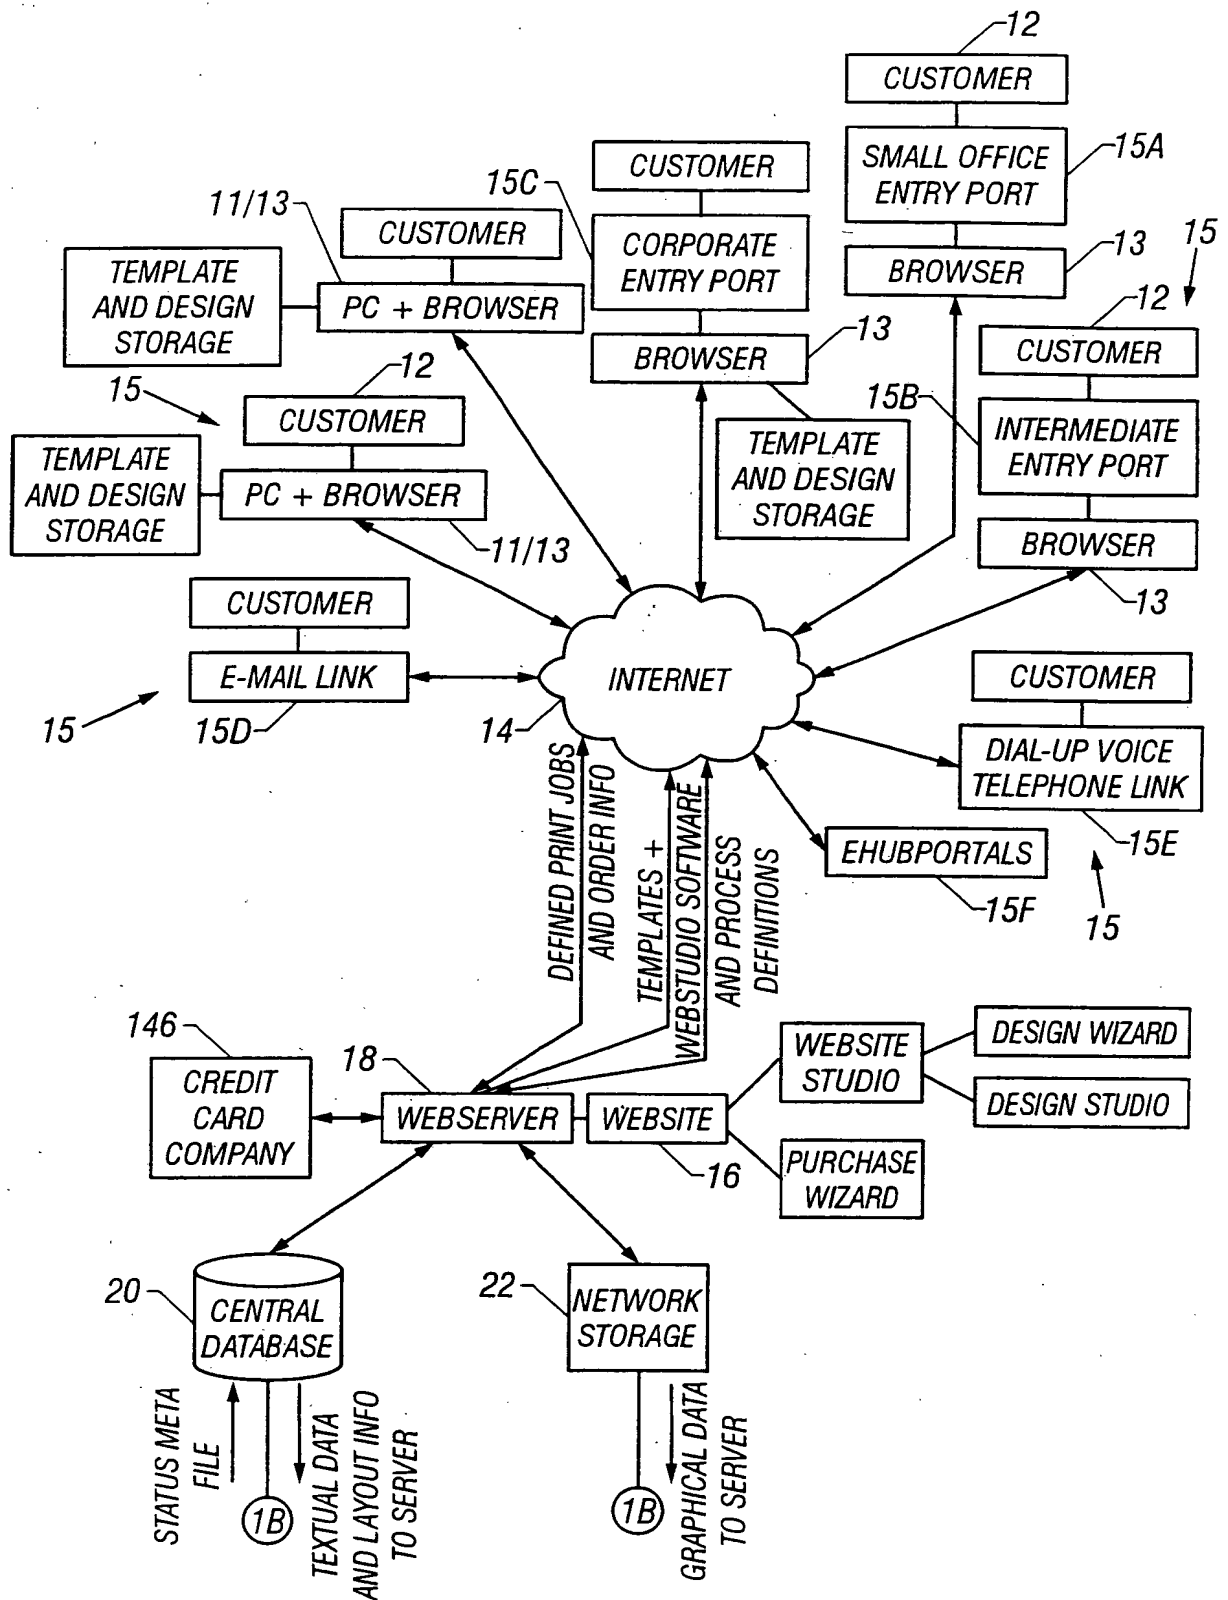 12
CUSTOMER
SMALL OFFICE
ENTRY PORT
15A
BROWSER
13
15
15C
CUSTOMER
CORPORATE
ENTRY PORT
BROWSER
13
TEMPLATE
AND DESIGN
STORAGE
11/13
CUSTOMER
PC + BROWSER
TEMPLATE
AND DESIGN
STORAGE
12
CUSTOMER
15B
INTERMEDIATE
ENTRY PORT
BROWSER
13
15
12
CUSTOMER
PC + BROWSER
11/13
TEMPLATE
AND DESIGN
STORAGE
CUSTOMER
E-MAIL LINK
15D
15
INTERNET
14
CUSTOMER
DIAL-UP VOICE
TELEPHONE LINK
15E
15
EHUBPORTALS
15F
DEFINED PRINT JOBS
AND ORDER INFO
TEMPLATES +
WEBSTUDIO SOFTWARE
AND PROCESS
DEFINITIONS
146
CREDIT
CARD
COMPANY
18
WEBSERVER
WEBSITE
16
WEBSITE
STUDIO
DESIGN WIZARD
DESIGN STUDIO
PURCHASE
WIZARD
20
CENTRAL
DATABASE
22
NETWORK
STORAGE
STATUS META
FILE
1B
TEXTUAL DATA
AND LAYOUT INFO
TO SERVER
1B
GRAPHICAL DATA
TO SERVER